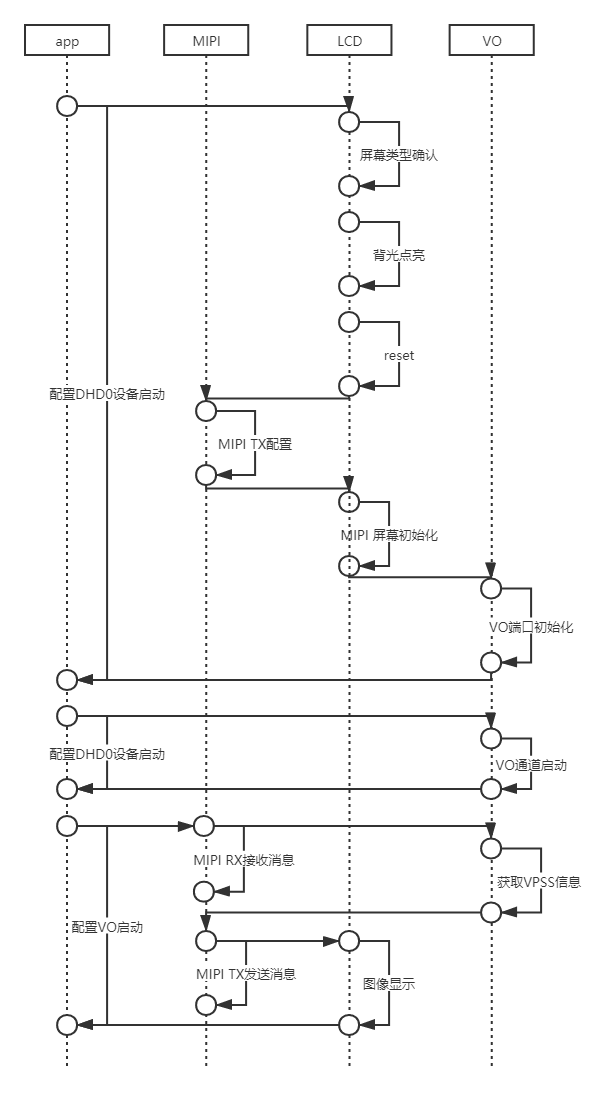 app
MIPI
LCD
VO
屏幕类型确认
背光点亮
reset
配置DHD0设备启动
MIPI TX配置
MIPI 屏幕初始化
VO端口初始化
配置DHD0设备启动
VO通道启动
MIPI RX接收消息
获取VPSS信息
配置VO启动
MIPI TX发送消息
图像显示